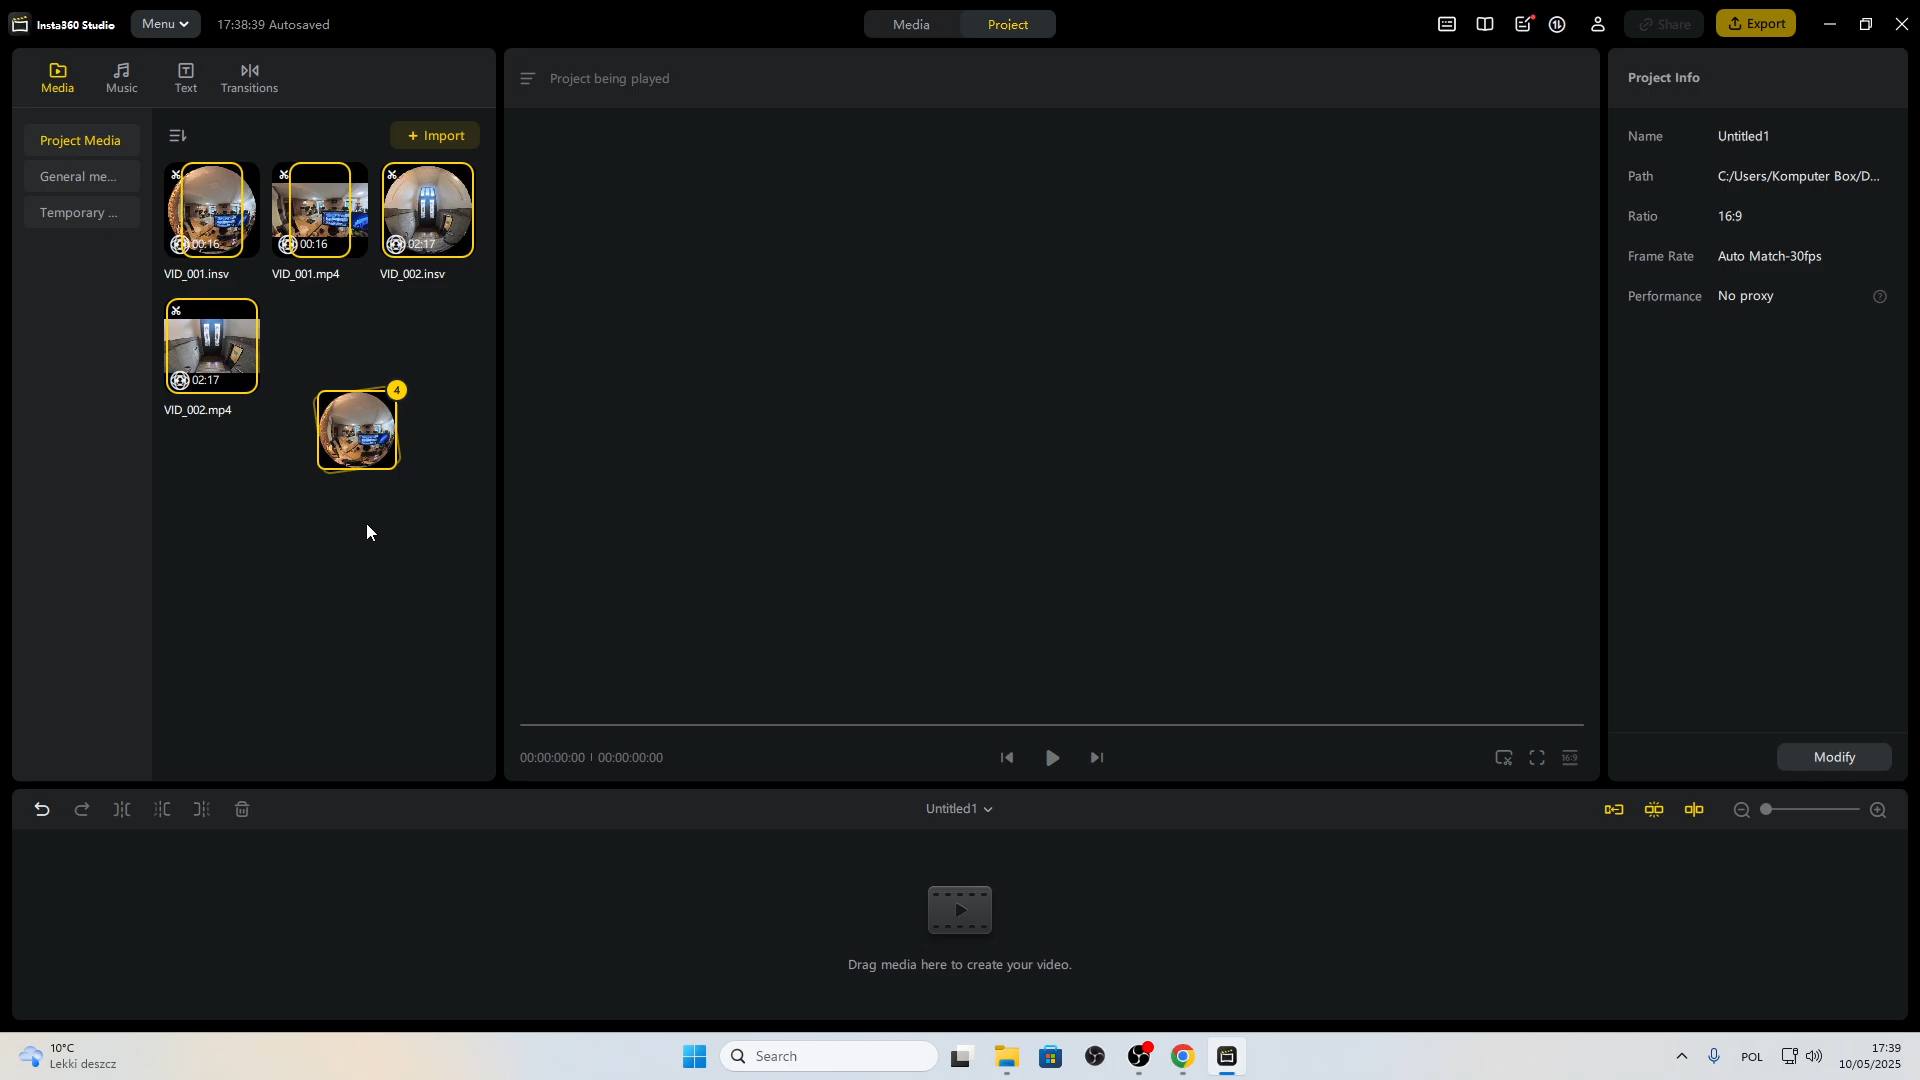 Insta360 Studio
Menu
17:38:39 Autosaved
Media
Project
Share
Export
Media
Music
Text
Transitions
Project being played
Project Info
Project Media
Import
General me...
Temporary ...
00:16
00:16
02:17
VID_001.insv
VID_001.mp4
VID_002.insv
02:17
VID_002.mp4
4
Name
Untitled1
Path
C:/Users/Komputer Box/D...
Ratio
16:9
Frame Rate
Auto Match-30fps
Performance
No proxy
00:00:00:00 | 00:00:00:00
16:9
Modify
Untitled1
Drag media here to create your video.
10°C
Lekki deszcz
Search
POL
17:39
10/05/2025